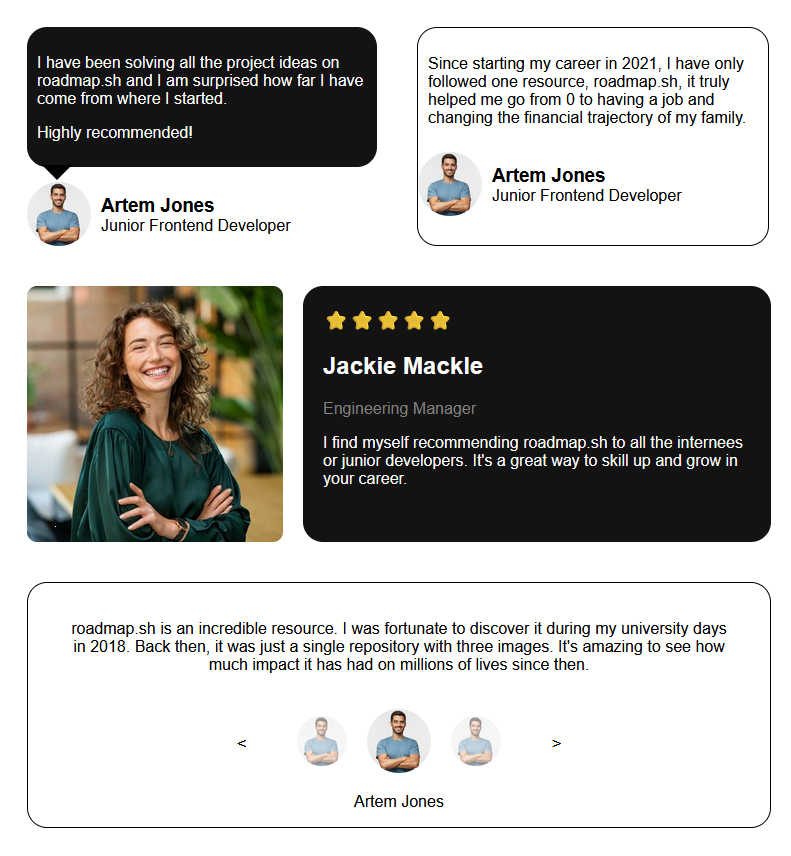 I have been solving all the project ideas on
roadmap.sh and I am surprised how far I have
come from where I started.
Highly recommended!
Artem Jones
Junior Frontend Developer
Since starting my career in 2021, I have only
followed one resource, roadmap.sh, it truly
helped me go from 0 to having a job and
changing the financial trajectory of my family.
Artem Jones
Junior Frontend Developer
Jackie Mackle
Engineering Manager
I find myself recommending roadmap.sh to all the internees
or junior developers. It's a great way to skill up and grow in
your career.
roadmap.sh is an incredible resource. I was fortunate to discover it during my university days
in 2018. Back then, it was just a single repository with three images. It's amazing to see how
much impact it has had on millions of lives since then.
< >
Artem Jones